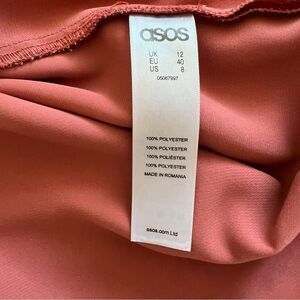 asos
UK 12
EU 40
US 8
05067997
100% POLYESTER
100% POLYESTER
100% POLIÉSTER
100% POLYESTER
MADE IN ROMANIA
asos.com Ltd